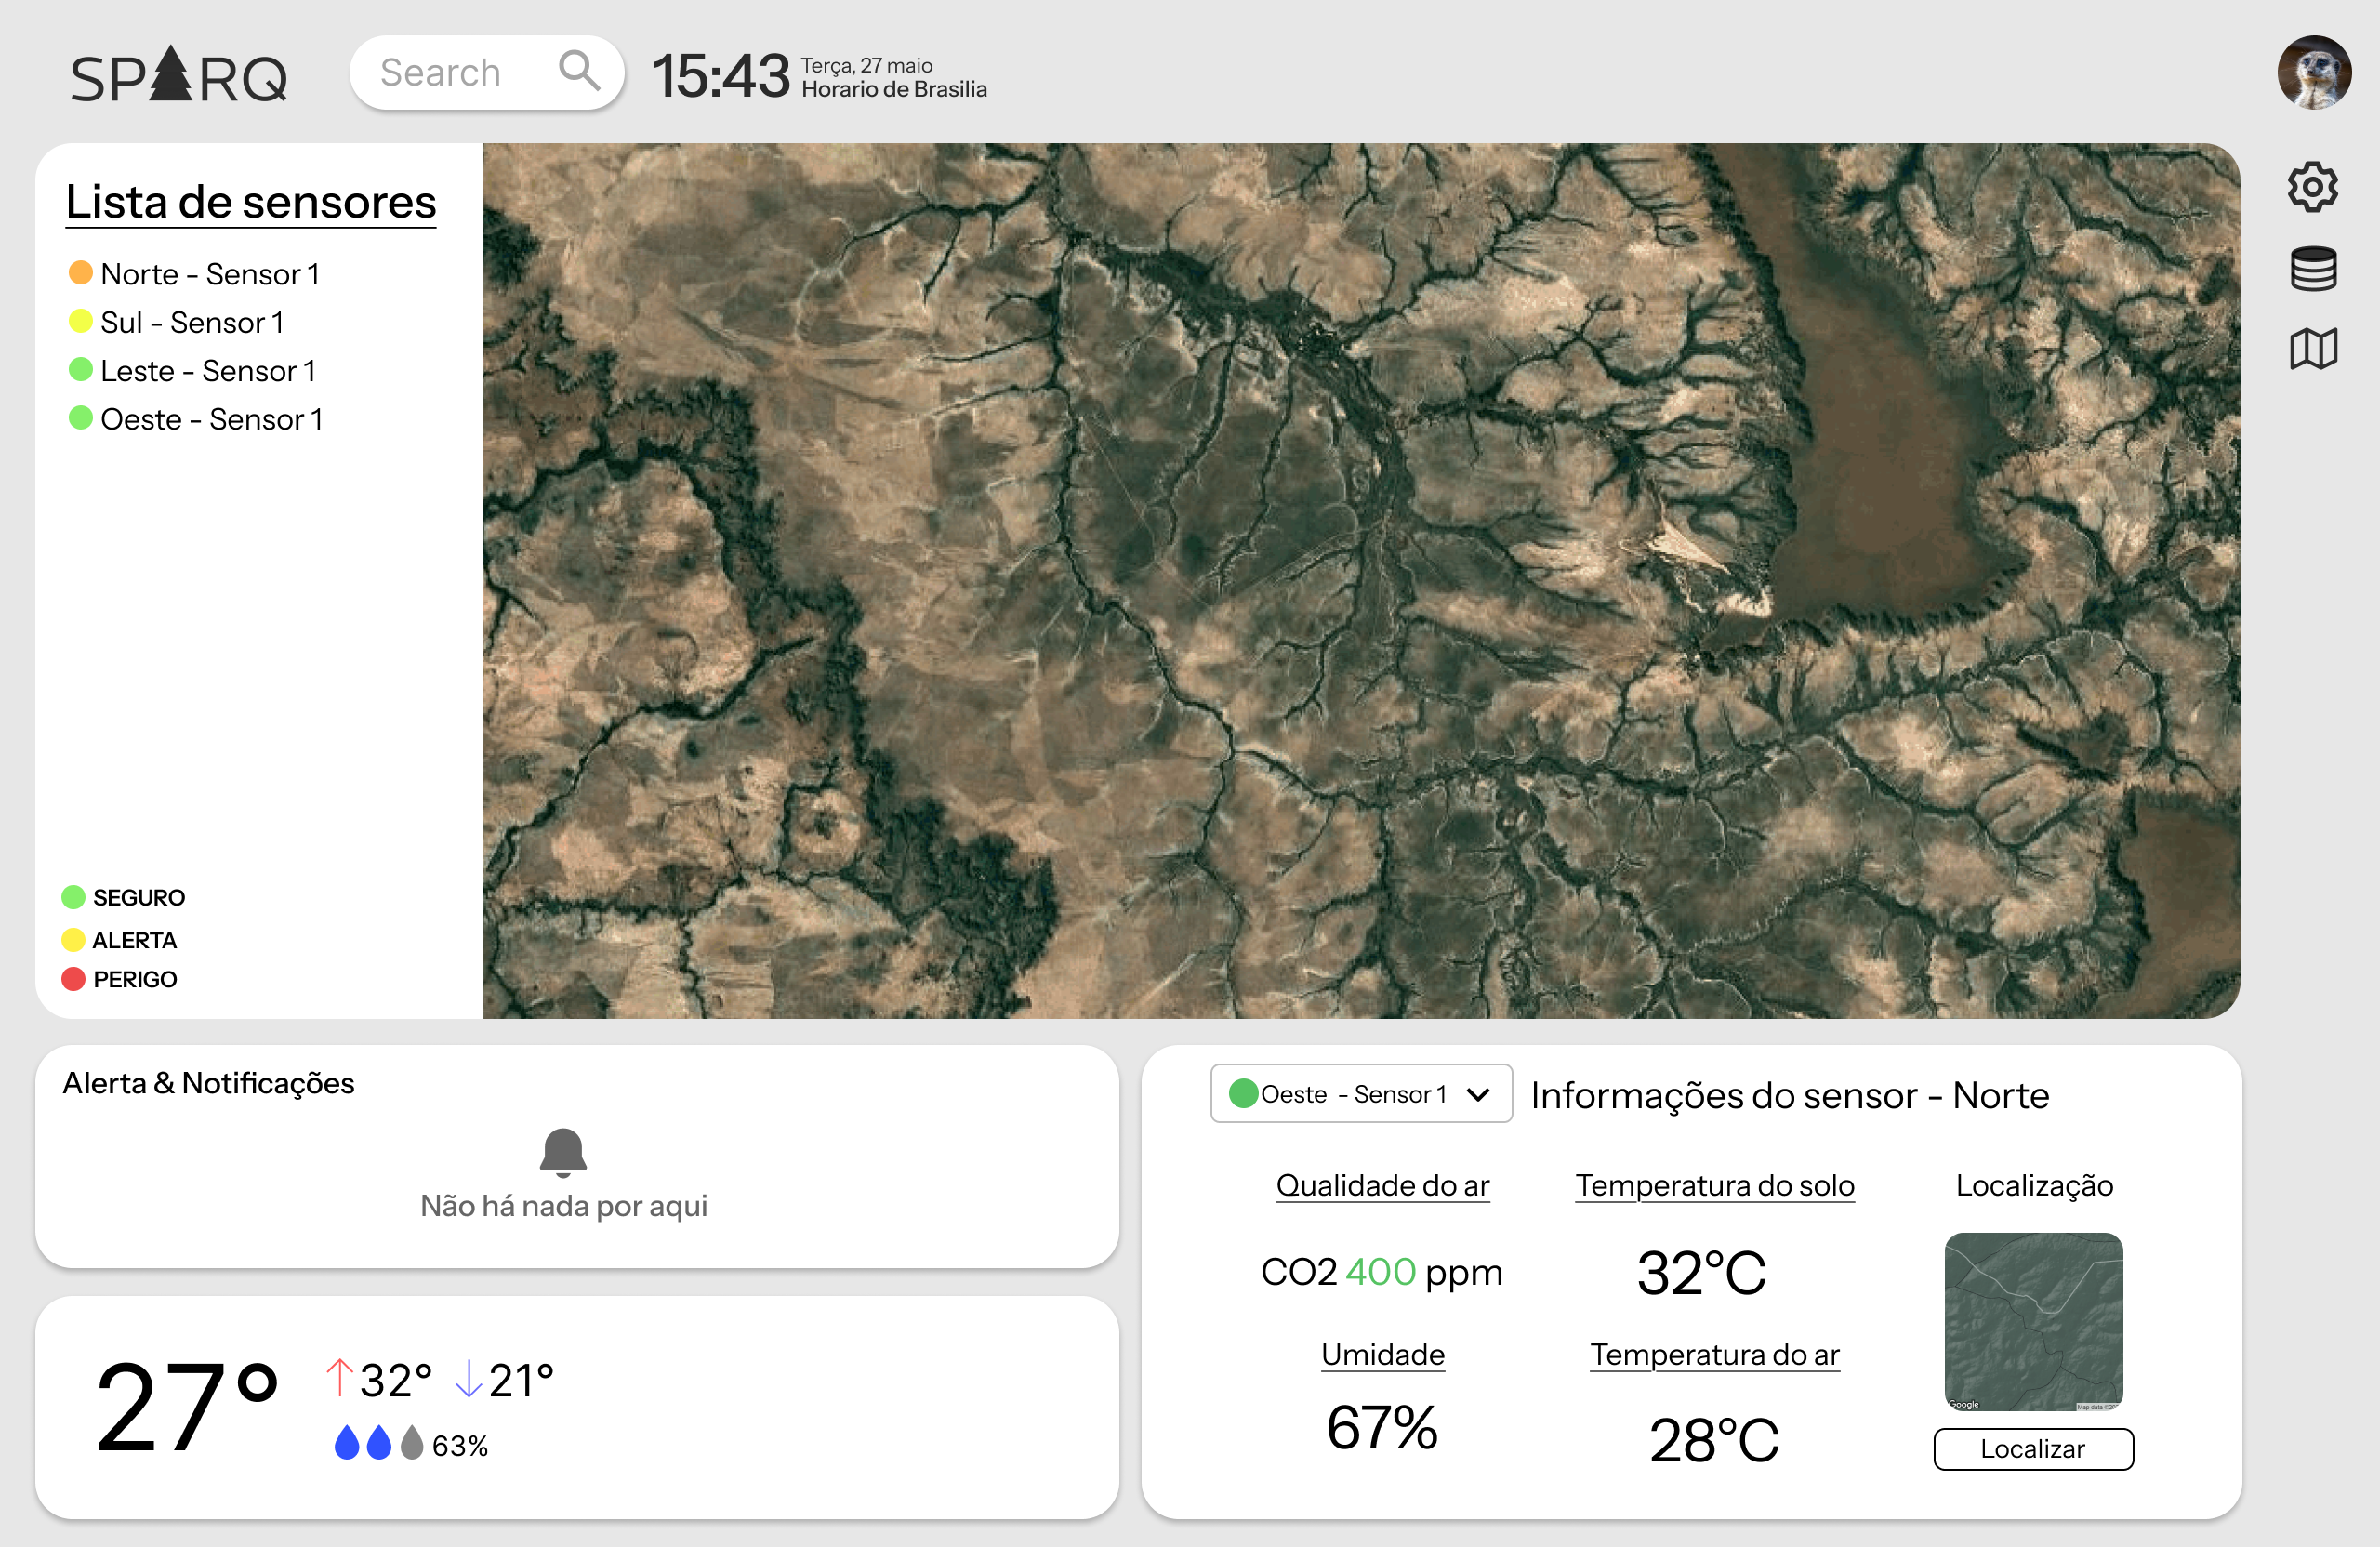 SPARQ
Search
15:43
Terça, 27 maio
Horario de Brasilia
Lista de sensores
Norte - Sensor 1
Sul - Sensor 1
Leste - Sensor 1
Oeste - Sensor 1
SEGURO
ALERTA
PERIGO
Alerta & Notificações
Não há nada por aqui
27°
32° 21°
63%
Oeste - Sensor 1
Informações do sensor - Norte
Qualidade do ar
CO2 400 ppm
Umidade
67%
Temperatura do solo
32°C
Temperatura do ar
28°C
Localização
Google
Map data
Localizar